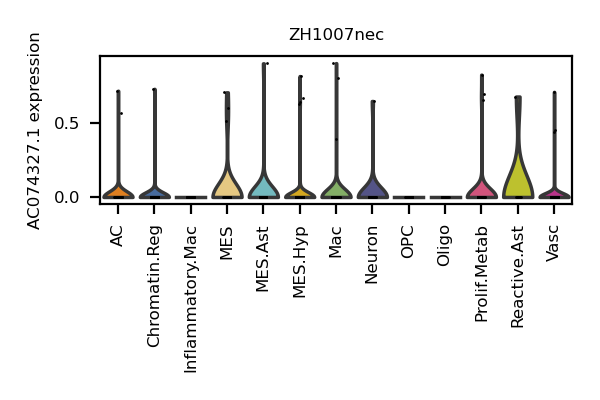 ZH1007nec
AC074327.1 expression
0.5
0.0
AC
Chromatin.Reg
Inflammatory.Mac
MES
MES.Ast
MES.Hyp
Mac
Neuron
OPC
Oligo
Prolif.Metab
Reactive.Ast
Vasc